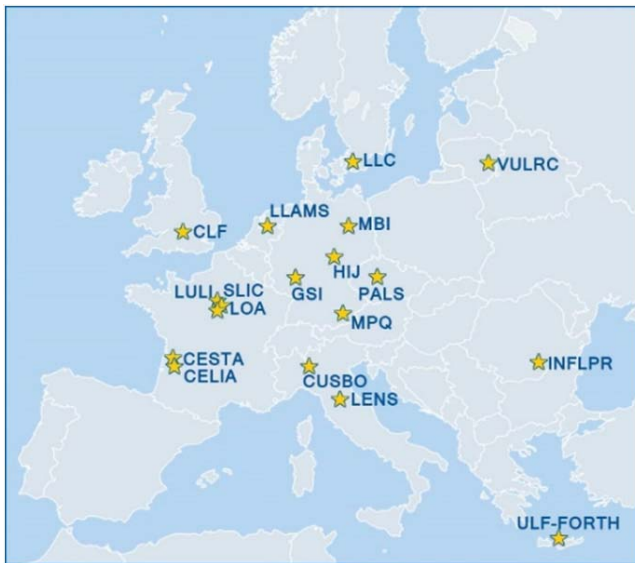 LLC
VULRC
LLAMS
CLF
MBI
HIJ
LULI SLIC
GSI
PALS
LOA
MPQ
CESTA
CELIA
CUSBO
INFLPR
LENS
ULF-FORTH